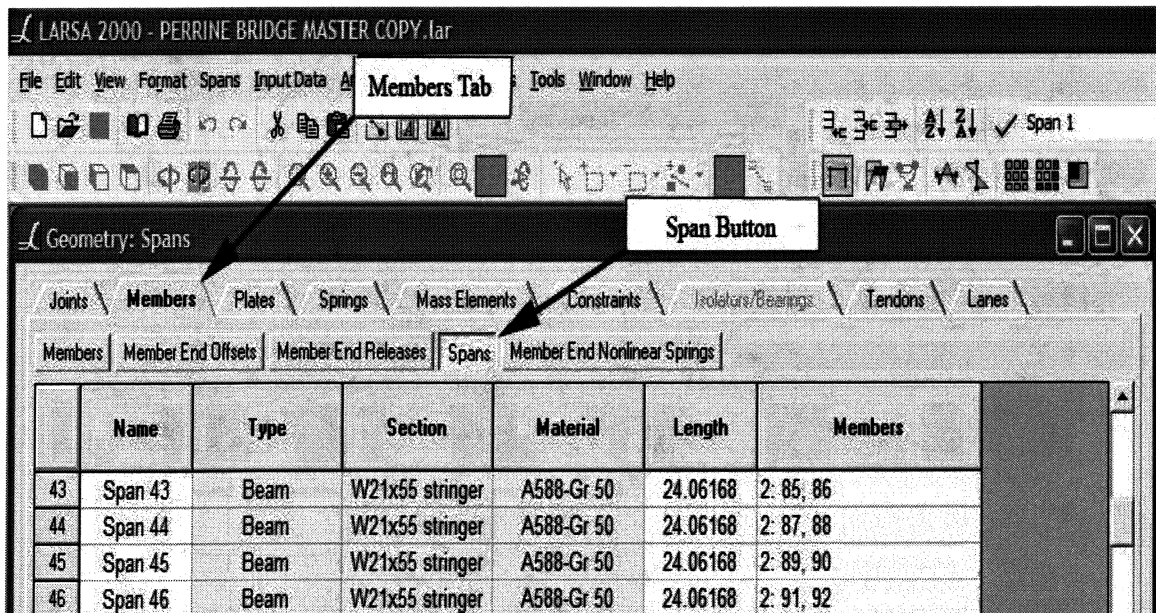 LARSA 2000 - PERRINE BRIDGE MASTER COPY.lar
File Edit View Format Spans Input Data Tools Window Help
Members Tab
Span 1
Span Button
Geometry: Spans
Joints Members Plates Springs Mass Elements Constraints Isolators/Bearings Tendons Lanes
Members Member End Offsets Member End Releases Spans Member End Nonlinear Springs
Name Type Section Material Length Members
43 Span 43 Beam W21x55 stringer A588-Gr 50 24.06168 2: 85, 86
44 Span 44 Beam W21x55 stringer A588-Gr 50 24.06168 2: 87, 88
45 Span 45 Beam W21x55 stringer A588-Gr 50 24.06168 2: 89, 90
46 Span 46 Beam W21x55 stringer A588-Gr 50 24.06168 2: 91, 92